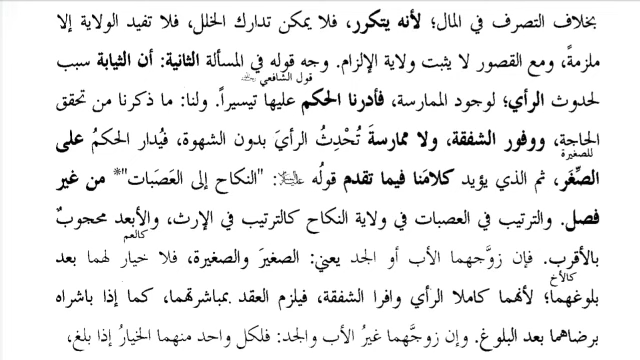 بخلاف التصرف في المال؛ لأنه يتكرر، فلا يمكن تدارك الخلل، فلا تفيد الولاية إلا
ملزمةً، ومع القصور لا يثبت ولاية الإلزام. وجه قوله في المسألة الثانية: أن الثيابة سبب
قول الشافعي
لحدوث الرأي؛ لوجود الممارسة، فأدرنا الحكم عليها تيسيراً. ولنا: ما ذكرنا من تحقق
الحاجة، ووفور الشفقة، ولا ممارسةَ تُحْدِثُ الرأيَ بدون الشهوة، فيُدار الحكمُ على
للصغيرة
الصِّغَر، ثم الذي يؤيد كلامَنا فيما تقدم قولُه عليه السلام: "النكاح إلى العَصَبات"* من غير
فصل. والترتيب في العصبات في ولاية النكاح كالترتيب في الإرث، والأبعد محجوبٌ
كالعم
بالأقرب. فإن زوَّجهما الأب أو الجد يعني: الصغيرَ والصغيرة، فلا خيار لهما بعد
كالأخ
بلوغهما؛ لأنهما كاملا الرأي وافرا الشفقة، فيلزم العقد بمباشرتهما، كما إذا باشراه
برضاهما بعد البلوغ. وإن زوجَّهما غيرُ الأب والجد: فلكل واحد منهما الخيارُ إذا بلغ،